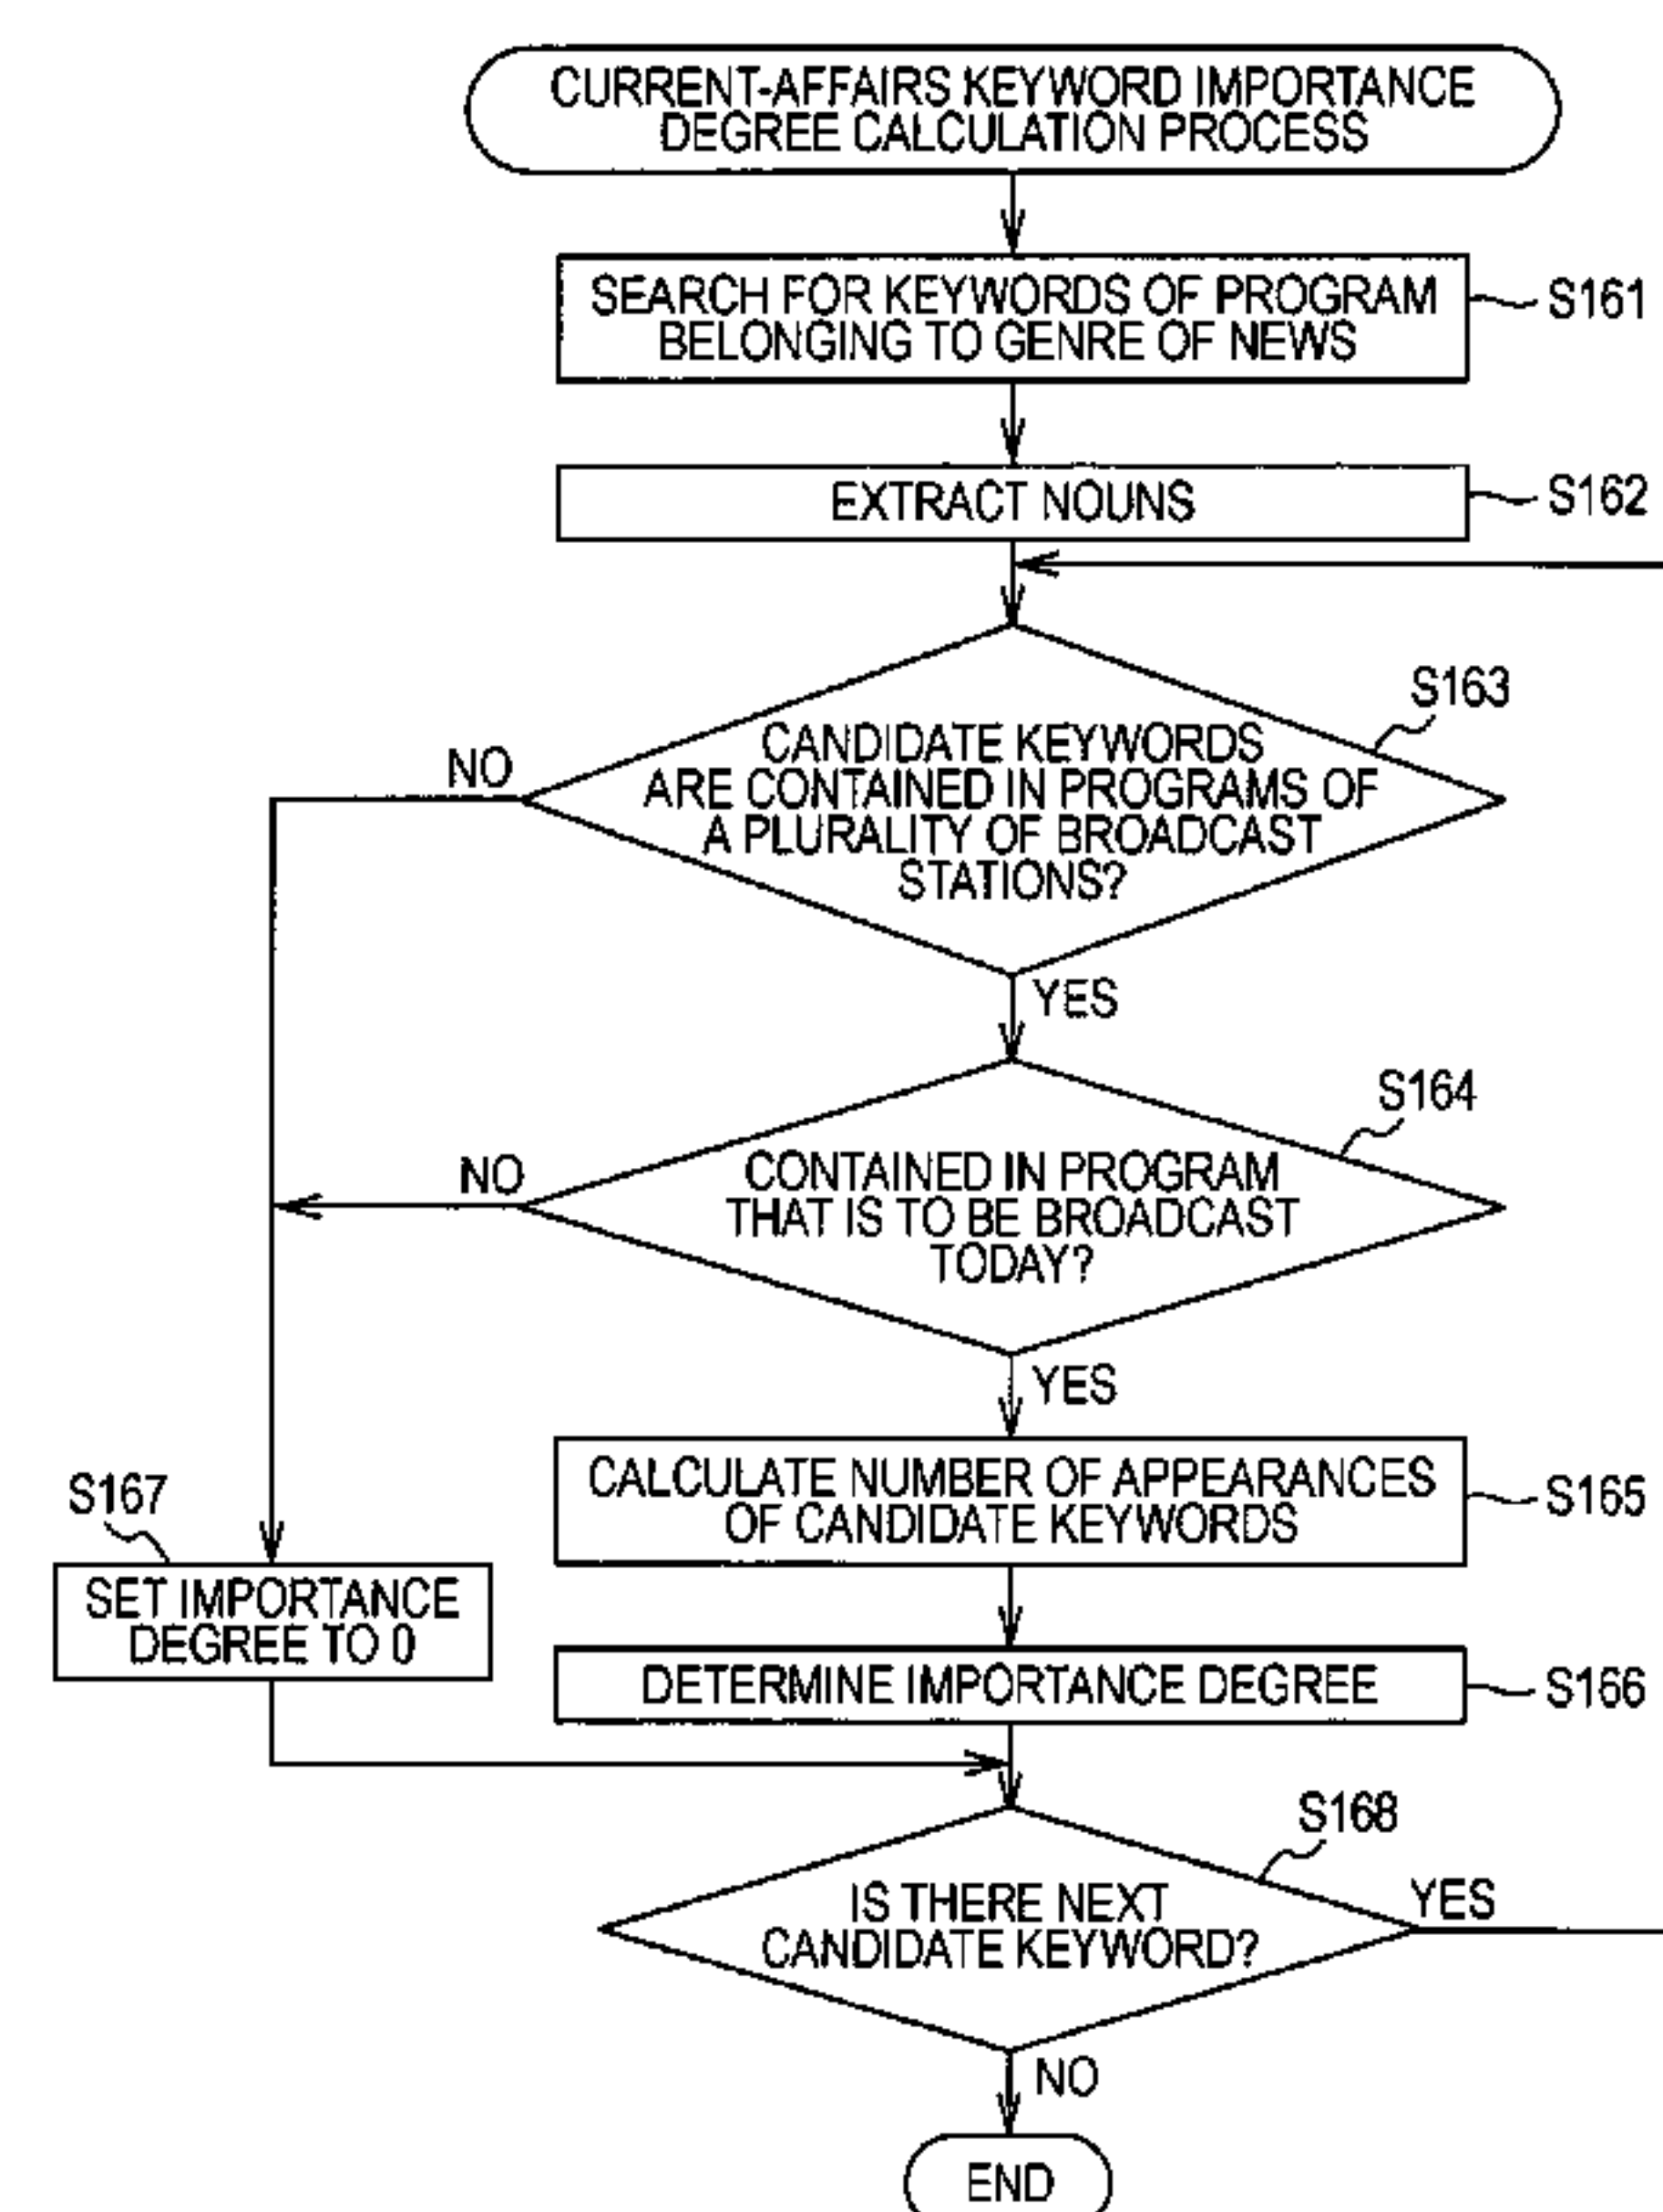 CURRENT-AFFAIRS KEYWORD IMPORTANCE
DEGREE CALCULATION PROCESS
SEARCH FOR KEYWORDS OF PROGRAM
BELONGING TO GENRE OF NEWS
S161
EXTRACT NOUNS
S162
S163
CANDIDATE KEYWORDS
ARE CONTAINED IN PROGRAMS OF
A PLURALITY OF BROADCAST
STATIONS?
NO
YES
S164
CONTAINED IN PROGRAM
THAT IS TO BE BROADCAST
TODAY?
NO
YES
CALCULATE NUMBER OF APPEARANCES
OF CANDIDATE KEYWORDS
S165
S167
SET IMPORTANCE
DEGREE TO 0
DETERMINE IMPORTANCE DEGREE
S166
S168
IS THERE NEXT
CANDIDATE KEYWORD?
YES
NO
END